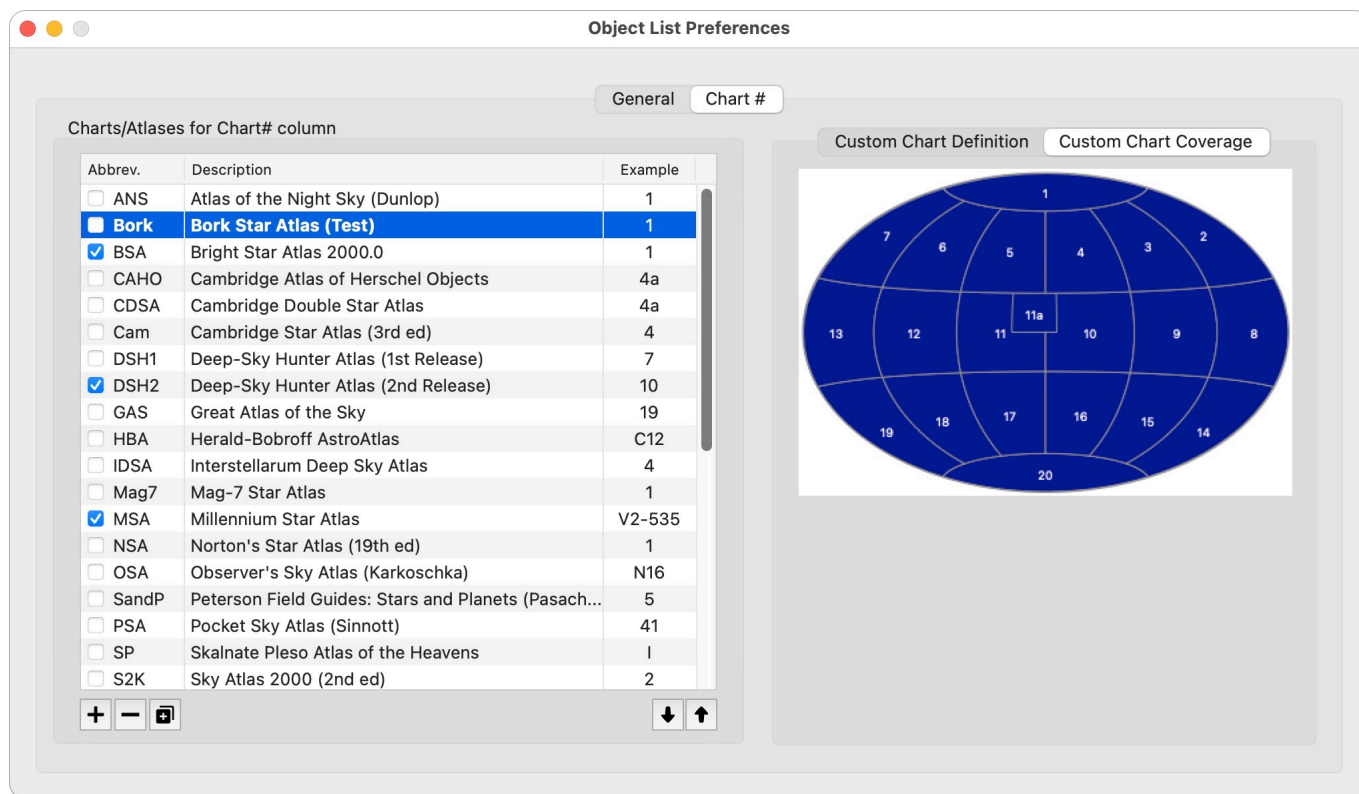 Object List Preferences
General Chart #
Charts/Atlases for Chart# column
Abbrev. Description Example
ANS Atlas of the Night Sky (Dunlop) 1
Bork Bork Star Atlas (Test) 1
BSA Bright Star Atlas 2000.0 1
CAHO Cambridge Atlas of Herschel Objects 4a
CDSA Cambridge Double Star Atlas 4a
Cam Cambridge Star Atlas (3rd ed) 4
DSH1 Deep-Sky Hunter Atlas (1st Release) 7
DSH2 Deep-Sky Hunter Atlas (2nd Release) 10
GAS Great Atlas of the Sky 19
HBA Herald-Bobroff AstroAtlas C12
IDSA Interstellarum Deep Sky Atlas 4
Mag7 Mag-7 Star Atlas 1
MSA Millennium Star Atlas V2-535
NSA Norton's Star Atlas (19th ed) 1
OSA Observer's Sky Atlas (Karkoschka) N16
SandP Peterson Field Guides: Stars and Planets (Pasach... 5
PSA Pocket Sky Atlas (Sinnott) 41
SP Skalnate Pleso Atlas of the Heavens I
S2K Sky Atlas 2000 (2nd ed) 2
Custom Chart Definition Custom Chart Coverage
1
7 6 5 4 3 2
11a
13 12 11 10 9 8
19 18 17 16 15 14
20